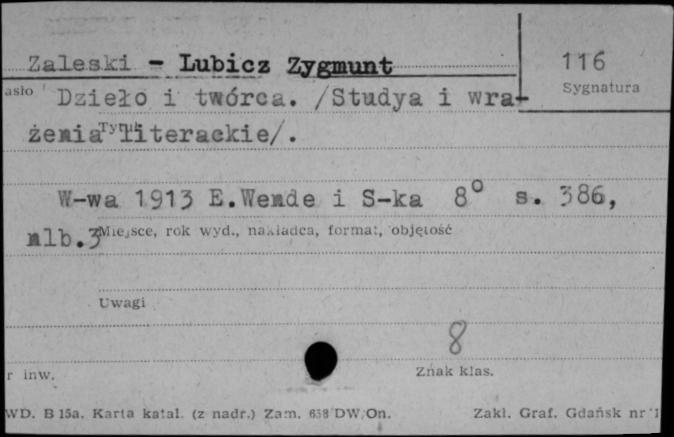 Zaleski - Lubicz Zygmunt
116
Sygnatura
asło
Dzieło i twórca. /Studya i wra-
żenia literackie/.
Tytuł
W-wa 1913 E.Wende i S-ka 8° s. 386,
nlb.3
Miejsce, rok wyd., nakładca, format, objętość
Uwagi
8
r inw.
Znak klas.
WD. B 15a. Karta katal. (z nadr.) Zam. 658 DW/On.
Zakł. Graf. Gdańsk nr 1